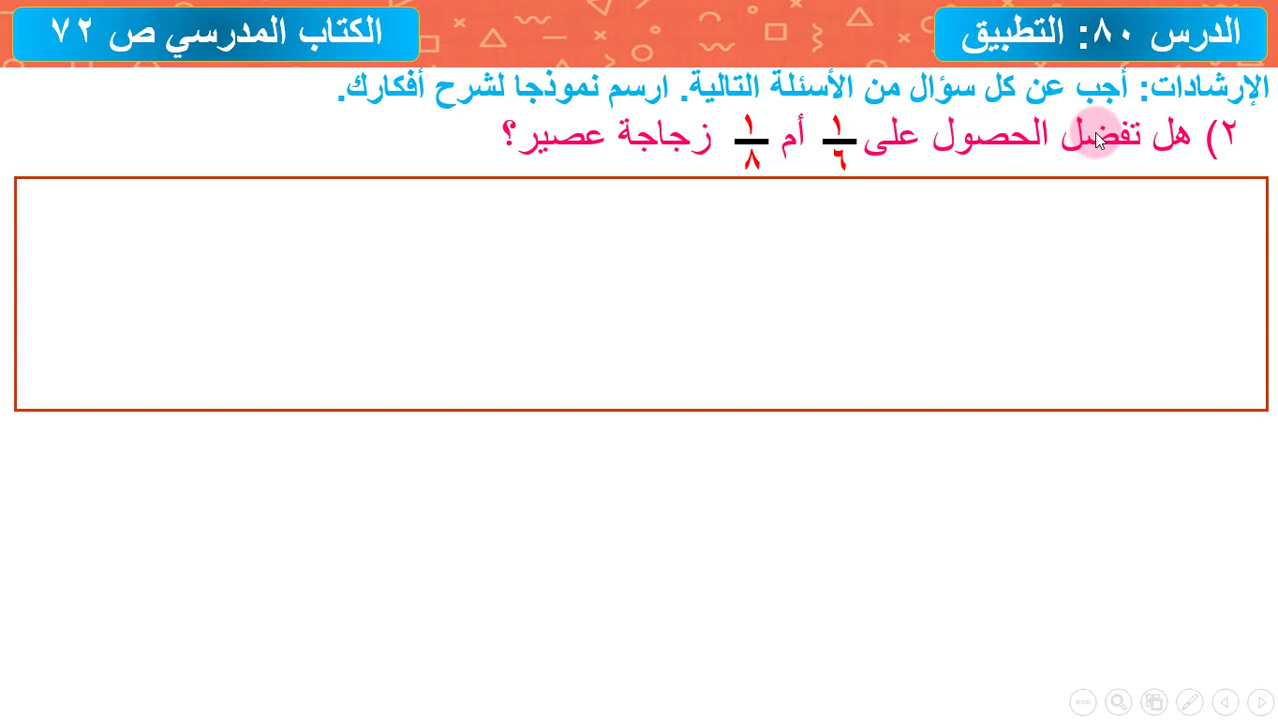 الدرس ٨٠: التطبيق
الكتاب المدرسي ص ٧٢
الإرشادات: أجب عن كل سؤال من الأسئلة التالية. ارسم نموذجا لشرح أفكارك.
٢) هل تفضل الحصول على ١/٦ أم ١/٨ زجاجة عصير؟